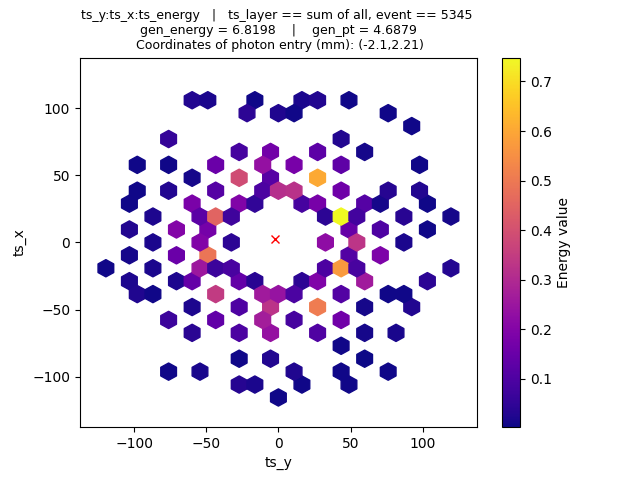 ts_y:ts_x:ts_energy | ts_layer == sum of all, event == 5345
gen_energy = 6.8198 | gen_pt = 4.6879
Coordinates of photon entry (mm): (-2.1,2.21)
100
50
0
−50
−100
ts_x
−100
−50
0
50
100
ts_y
0.7
0.6
0.5
0.4
0.3
0.2
0.1
Energy value